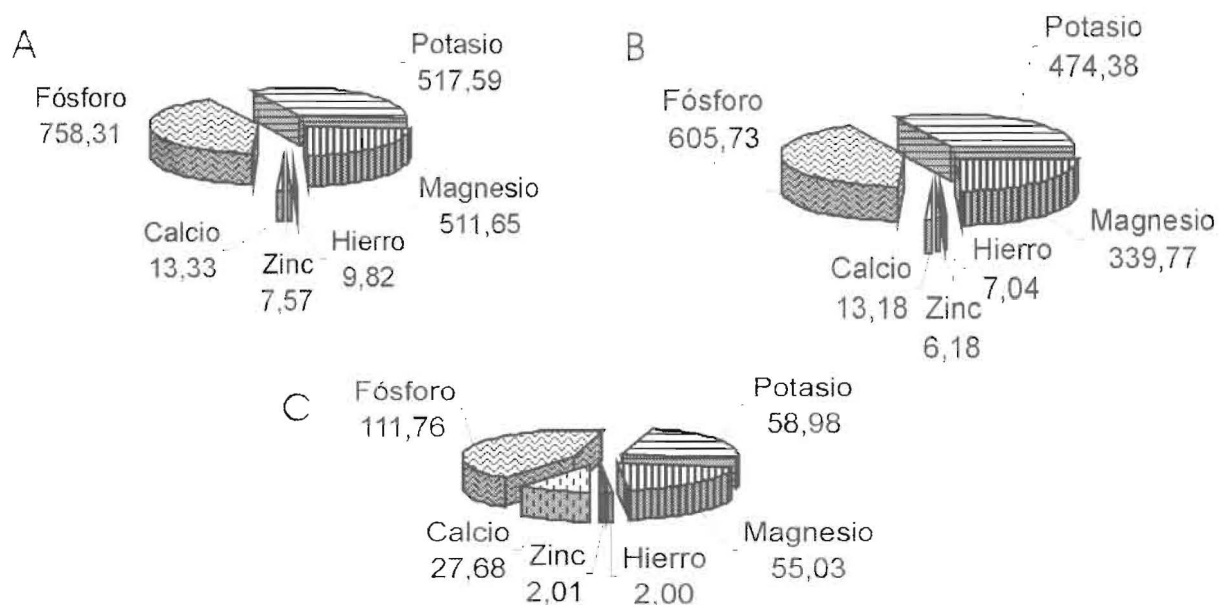 A
Potasio
517,59
Fósforo
758,31
Magnesio
511,65
Calcio
13,33
Zinc
7,57
Hierro
9,82
B
Potasio
474,38
Fósforo
605,73
Magnesio
339,77
Calcio
13,18
Zinc
6,18
Hierro
7,04
C
Fósforo
111,76
Potasio
58,98
Calcio
27,68
Zinc
2,01
Hierro
2,00
Magnesio
55,03